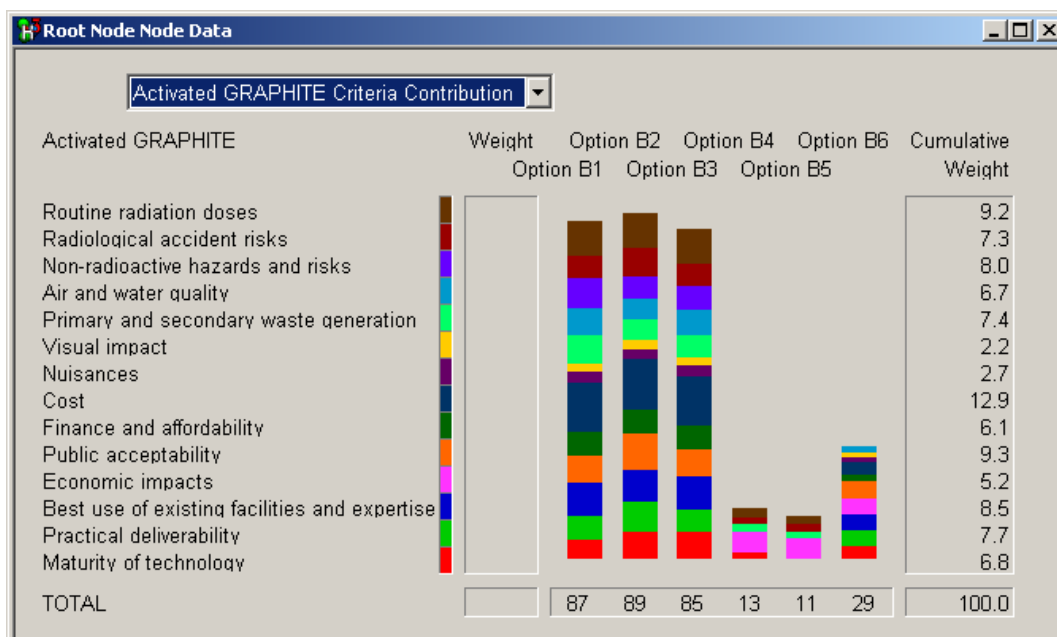 Root Node Node Data
Activated GRAPHITE Criteria Contribution
Activated GRAPHITE Weight Option B2 Option B4 Option B6 Cumulative
Option B1 Option B3 Option B5 Weight
Routine radiation doses 9.2
Radiological accident risks 7.3
Non-radioactive hazards and risks 8.0
Air and water quality 6.7
Primary and secondary waste generation 7.4
Visual impact 2.2
Nuisances 2.7
Cost 12.9
Finance and affordability 6.1
Public acceptability 9.3
Economic impacts 5.2
Best use of existing facilities and expertise 8.5
Practical deliverability 7.7
Maturity of technology 6.8
TOTAL 87 89 85 13 11 29 100.0